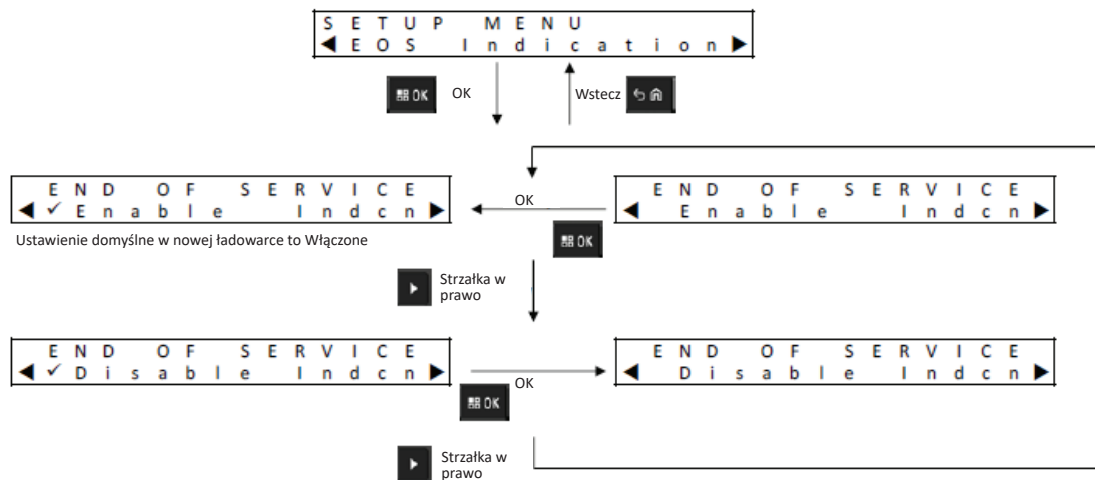 SETUP MENU
◀EOS Indication▶
OK
OK
Wstecz
END OF SERVICE
◀✓Enable Indcn▶
OK
END OF SERVICE
◀ Enable Indcn▶
Ustawienie domyślne w nowej ładowarce to Włączone
OK
Strzałka w
prawo
END OF SERVICE
◀✓Disable Indcn▶
OK
END OF SERVICE
◀ Disable Indcn▶
OK
Strzałka w
prawo